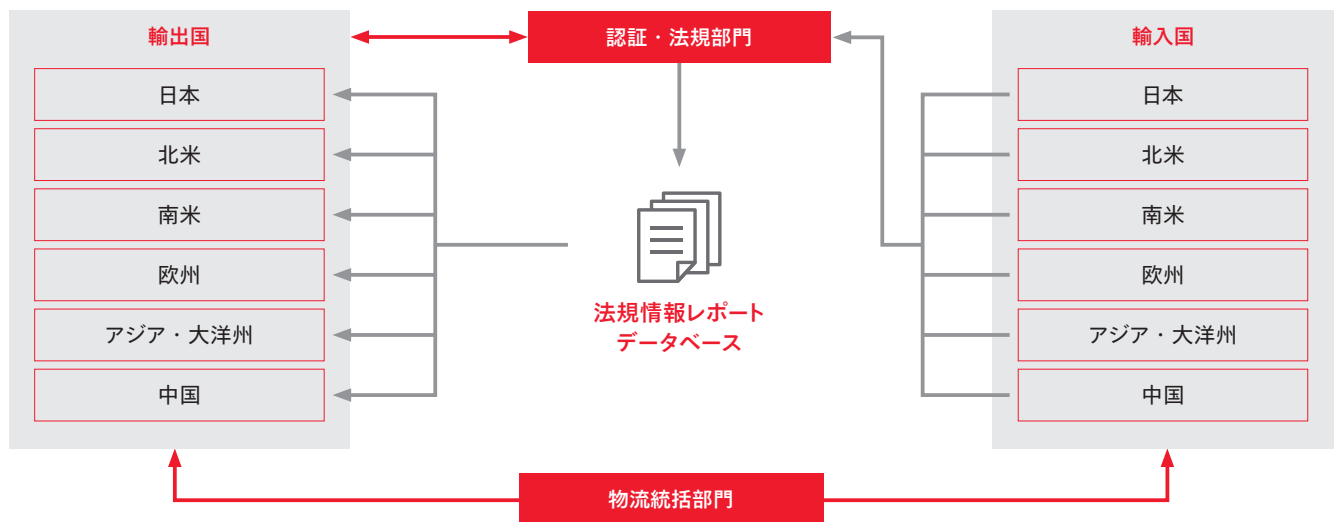 輸出国
日本
北米
南米
欧州
アジア・大洋州
中国
認証・法規部門
法規情報レポート
データベース
輸入国
日本
北米
南米
欧州
アジア・大洋州
中国
物流統括部門